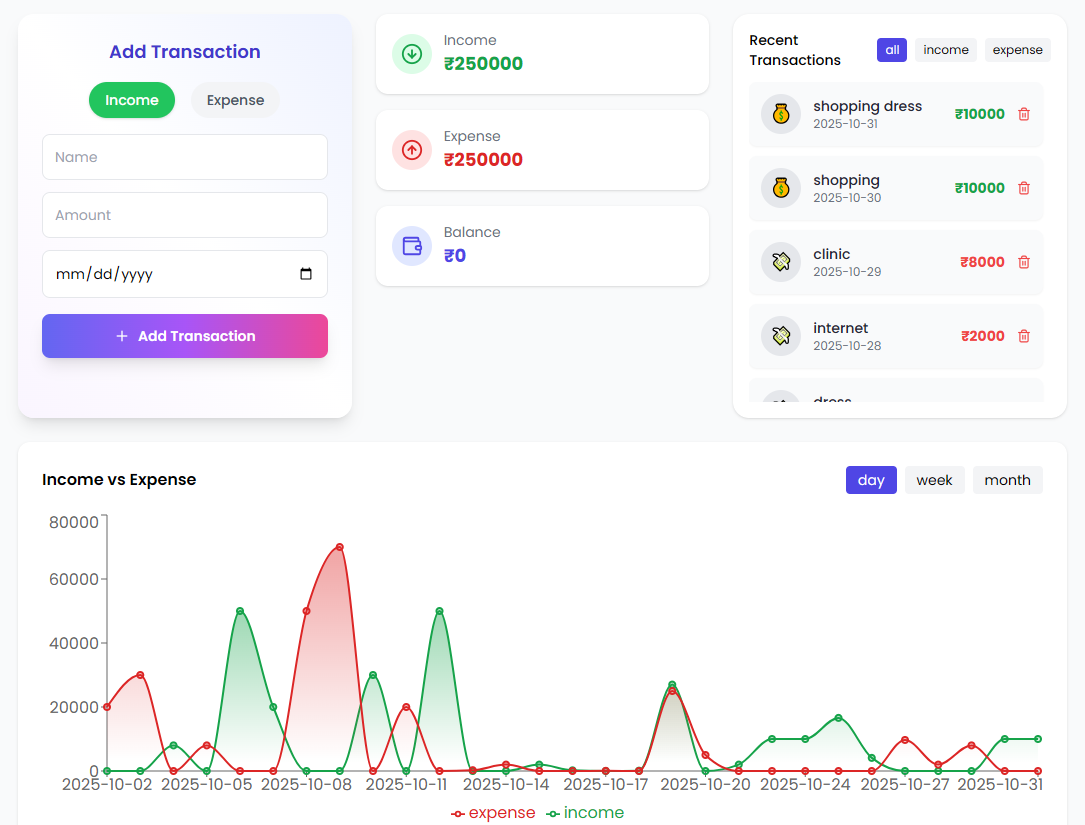 Add Transaction
Income
Expense
Name
Amount
mm/dd/yyyy
+ Add Transaction
Income
₹250000
Expense
₹250000
Balance
₹0
Recent
Transactions
all
income
expense
shopping dress
2025-10-31
₹10000
shopping
2025-10-30
₹10000
clinic
2025-10-29
₹8000
internet
2025-10-28
₹2000
dress
Income vs Expense
day
week
month
80000
60000
40000
20000
0
2025-10-02 2025-10-05 2025-10-08 2025-10-11 2025-10-14 2025-10-17 2025-10-20 2025-10-24 2025-10-27 2025-10-31
expense income